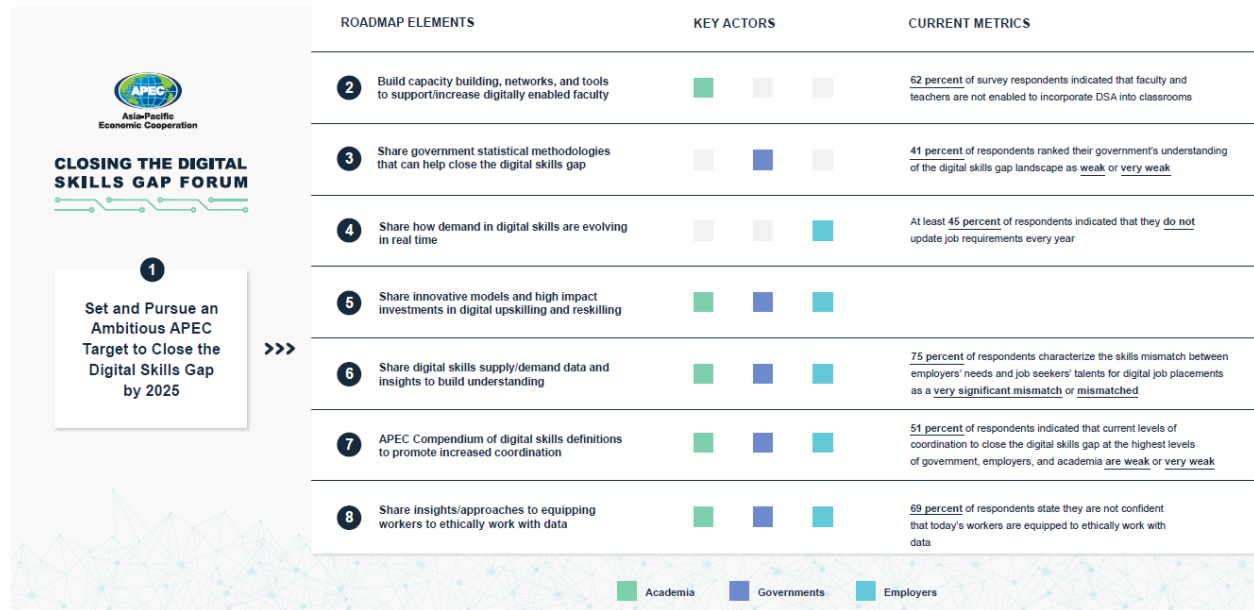 ROADMAP ELEMENTS
KEY ACTORS
CURRENT METRICS
APEC
Asia-Pacific
Economic Cooperation
CLOSING THE DIGITAL
SKILLS GAP FORUM
1
Set and Pursue an
Ambitious APEC
Target to Close the
Digital Skills Gap
by 2025
>>>
2
Build capacity building, networks, and tools
to support/increase digitally enabled faculty
62 percent of survey respondents indicated that faculty and
teachers are not enabled to incorporate DSA into classrooms
3
Share government statistical methodologies
that can help close the digital skills gap
41 percent of respondents ranked their government's understanding
of the digital skills gap landscape as weak or very weak
4
Share how demand in digital skills are evolving
in real time
At least 45 percent of respondents indicated that they do not
update job requirements every year
5
Share innovative models and high impact
investments in digital upskilling and reskilling
6
Share digital skills supply/demand data and
insights to build understanding
75 percent of respondents characterize the skills mismatch between
employers' needs and job seekers' talents for digital job placements
as a very significant mismatch or mismatched
7
APEC Compendium of digital skills definitions
to promote increased coordination
51 percent of respondents indicated that current levels of
coordination to close the digital skills gap at the highest levels
of government, employers, and academia are weak or very weak
8
Share insights/approaches to equipping
workers to ethically work with data
69 percent of respondents state they are not confident
that today's workers are equipped to ethically work with
data
Academia
Governments
Employers